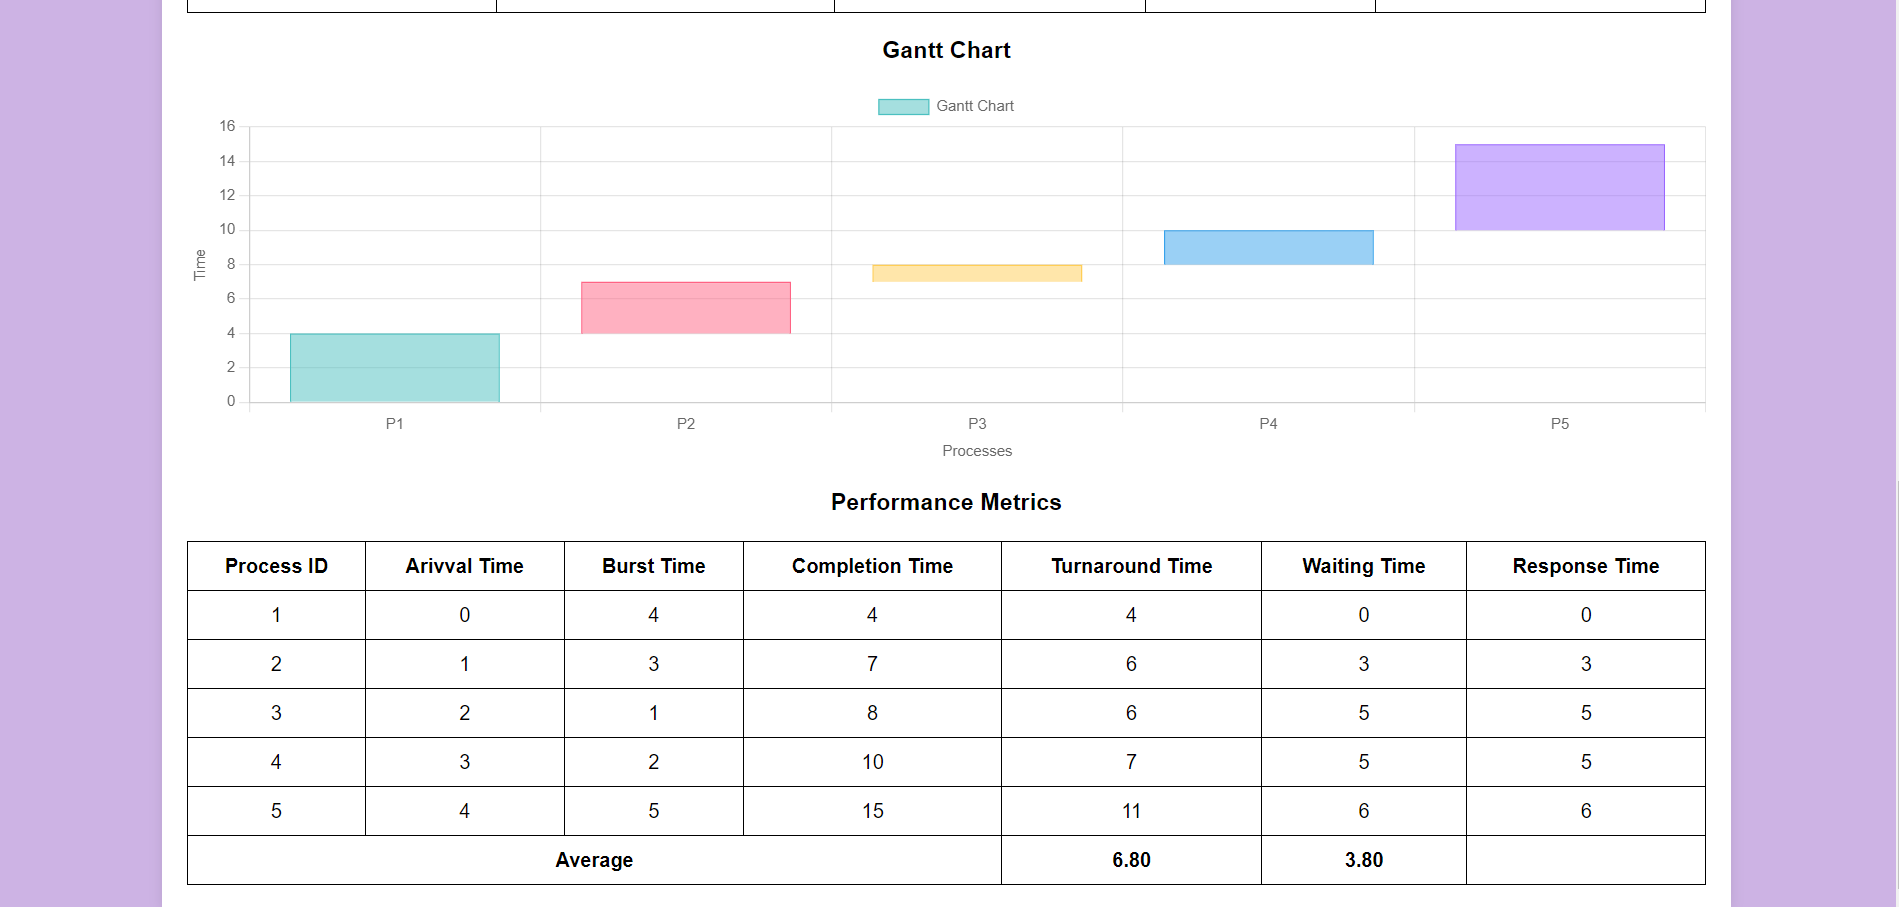 Gantt Chart
Gantt Chart
16
14
12
10
8
6
4
2
0
Time
P1 P2 P3 P4 P5
Processes
Performance Metrics
Process ID Arivval Time Burst Time Completion Time Turnaround Time Waiting Time Response Time
1 0 4 4 4 0 0
2 1 3 7 6 3 3
3 2 1 8 6 5 5
4 3 2 10 7 5 5
5 4 5 15 11 6 6
Average 6.80 3.80